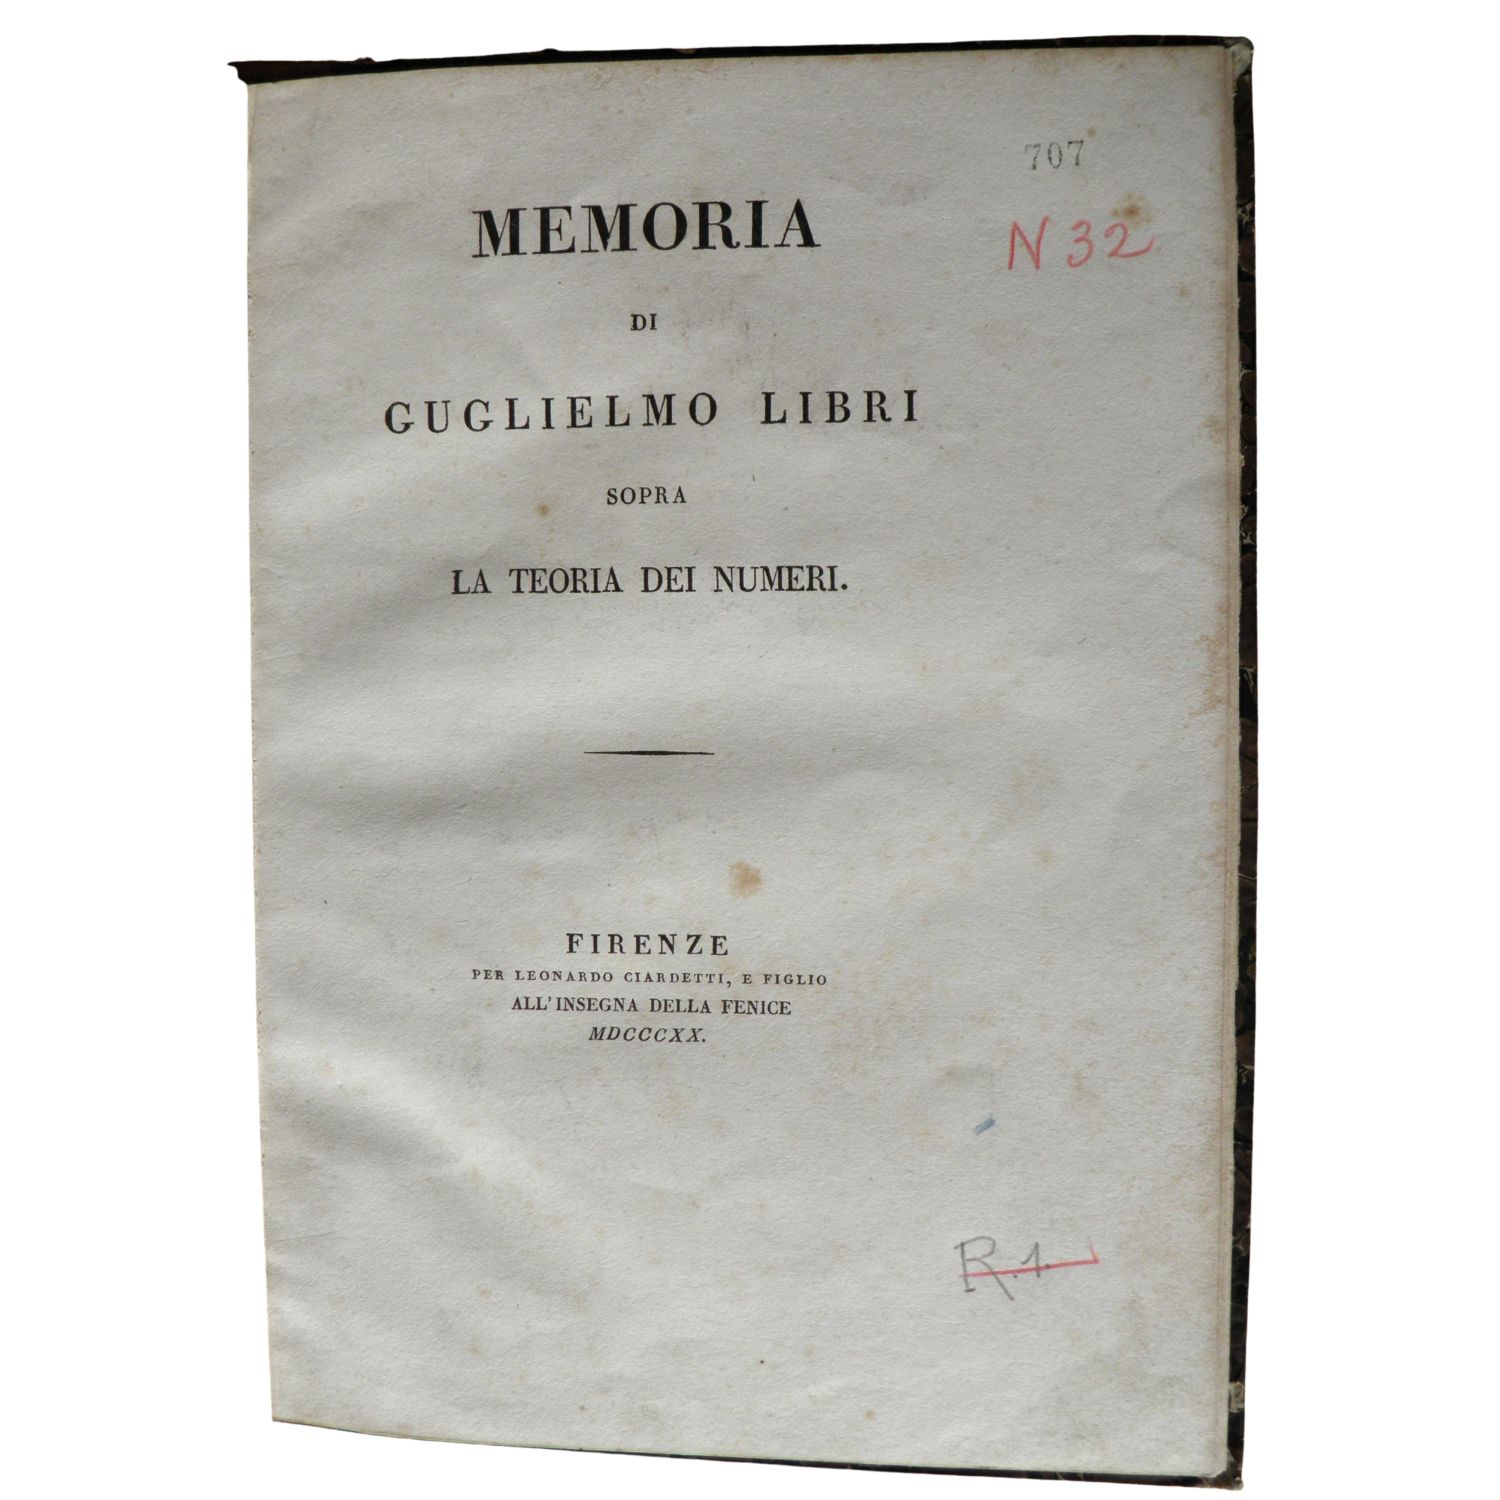 707
N 32
MEMORIA
DI
GUGLIELMO LIBRI
SOPRA
LA TEORIA DEI NUMERI.
FIRENZE
PER LEONARDO CIARDETTI, E FIGLIO
ALL'INSEGNA DELLA FENICE
MDCCCXX.
R. 1.